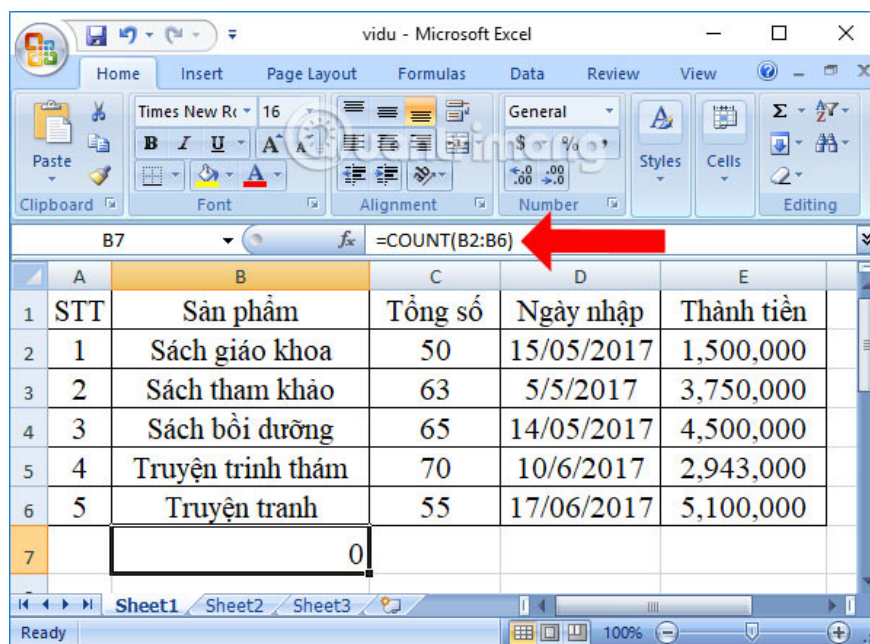 vidu - Microsoft Excel
Home Insert Page Layout Formulas Data Review View
Times New Ro 16 General
B I U A A $ % ,
Paste Styles Cells Σ
A .00 .00
Clipboard Font Alignment Number Editing
Quantrimang
B7 fx =COUNT(B2:B6)
A B C D E
1 STT Sản phẩm Tổng số Ngày nhập Thành tiền
2 1 Sách giáo khoa 50 15/05/2017 1,500,000
3 2 Sách tham khảo 63 5/5/2017 3,750,000
4 3 Sách bồi dưỡng 65 14/05/2017 4,500,000
5 4 Truyện trinh thám 70 10/6/2017 2,943,000
6 5 Truyện tranh 55 17/06/2017 5,100,000
7 0
Sheet1 Sheet2 Sheet3
Ready 100%